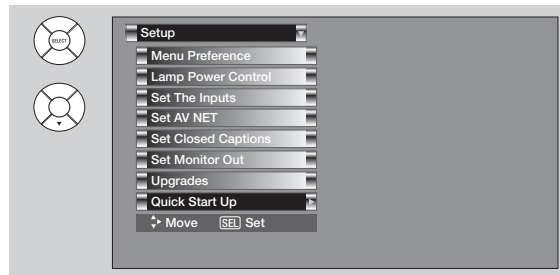 SELECT
Setup
Menu Preference
Lamp Power Control
Set The Inputs
Set AV NET
Set Closed Captions
Set Monitor Out
Upgrades
Quick Start Up
Move SEL Set